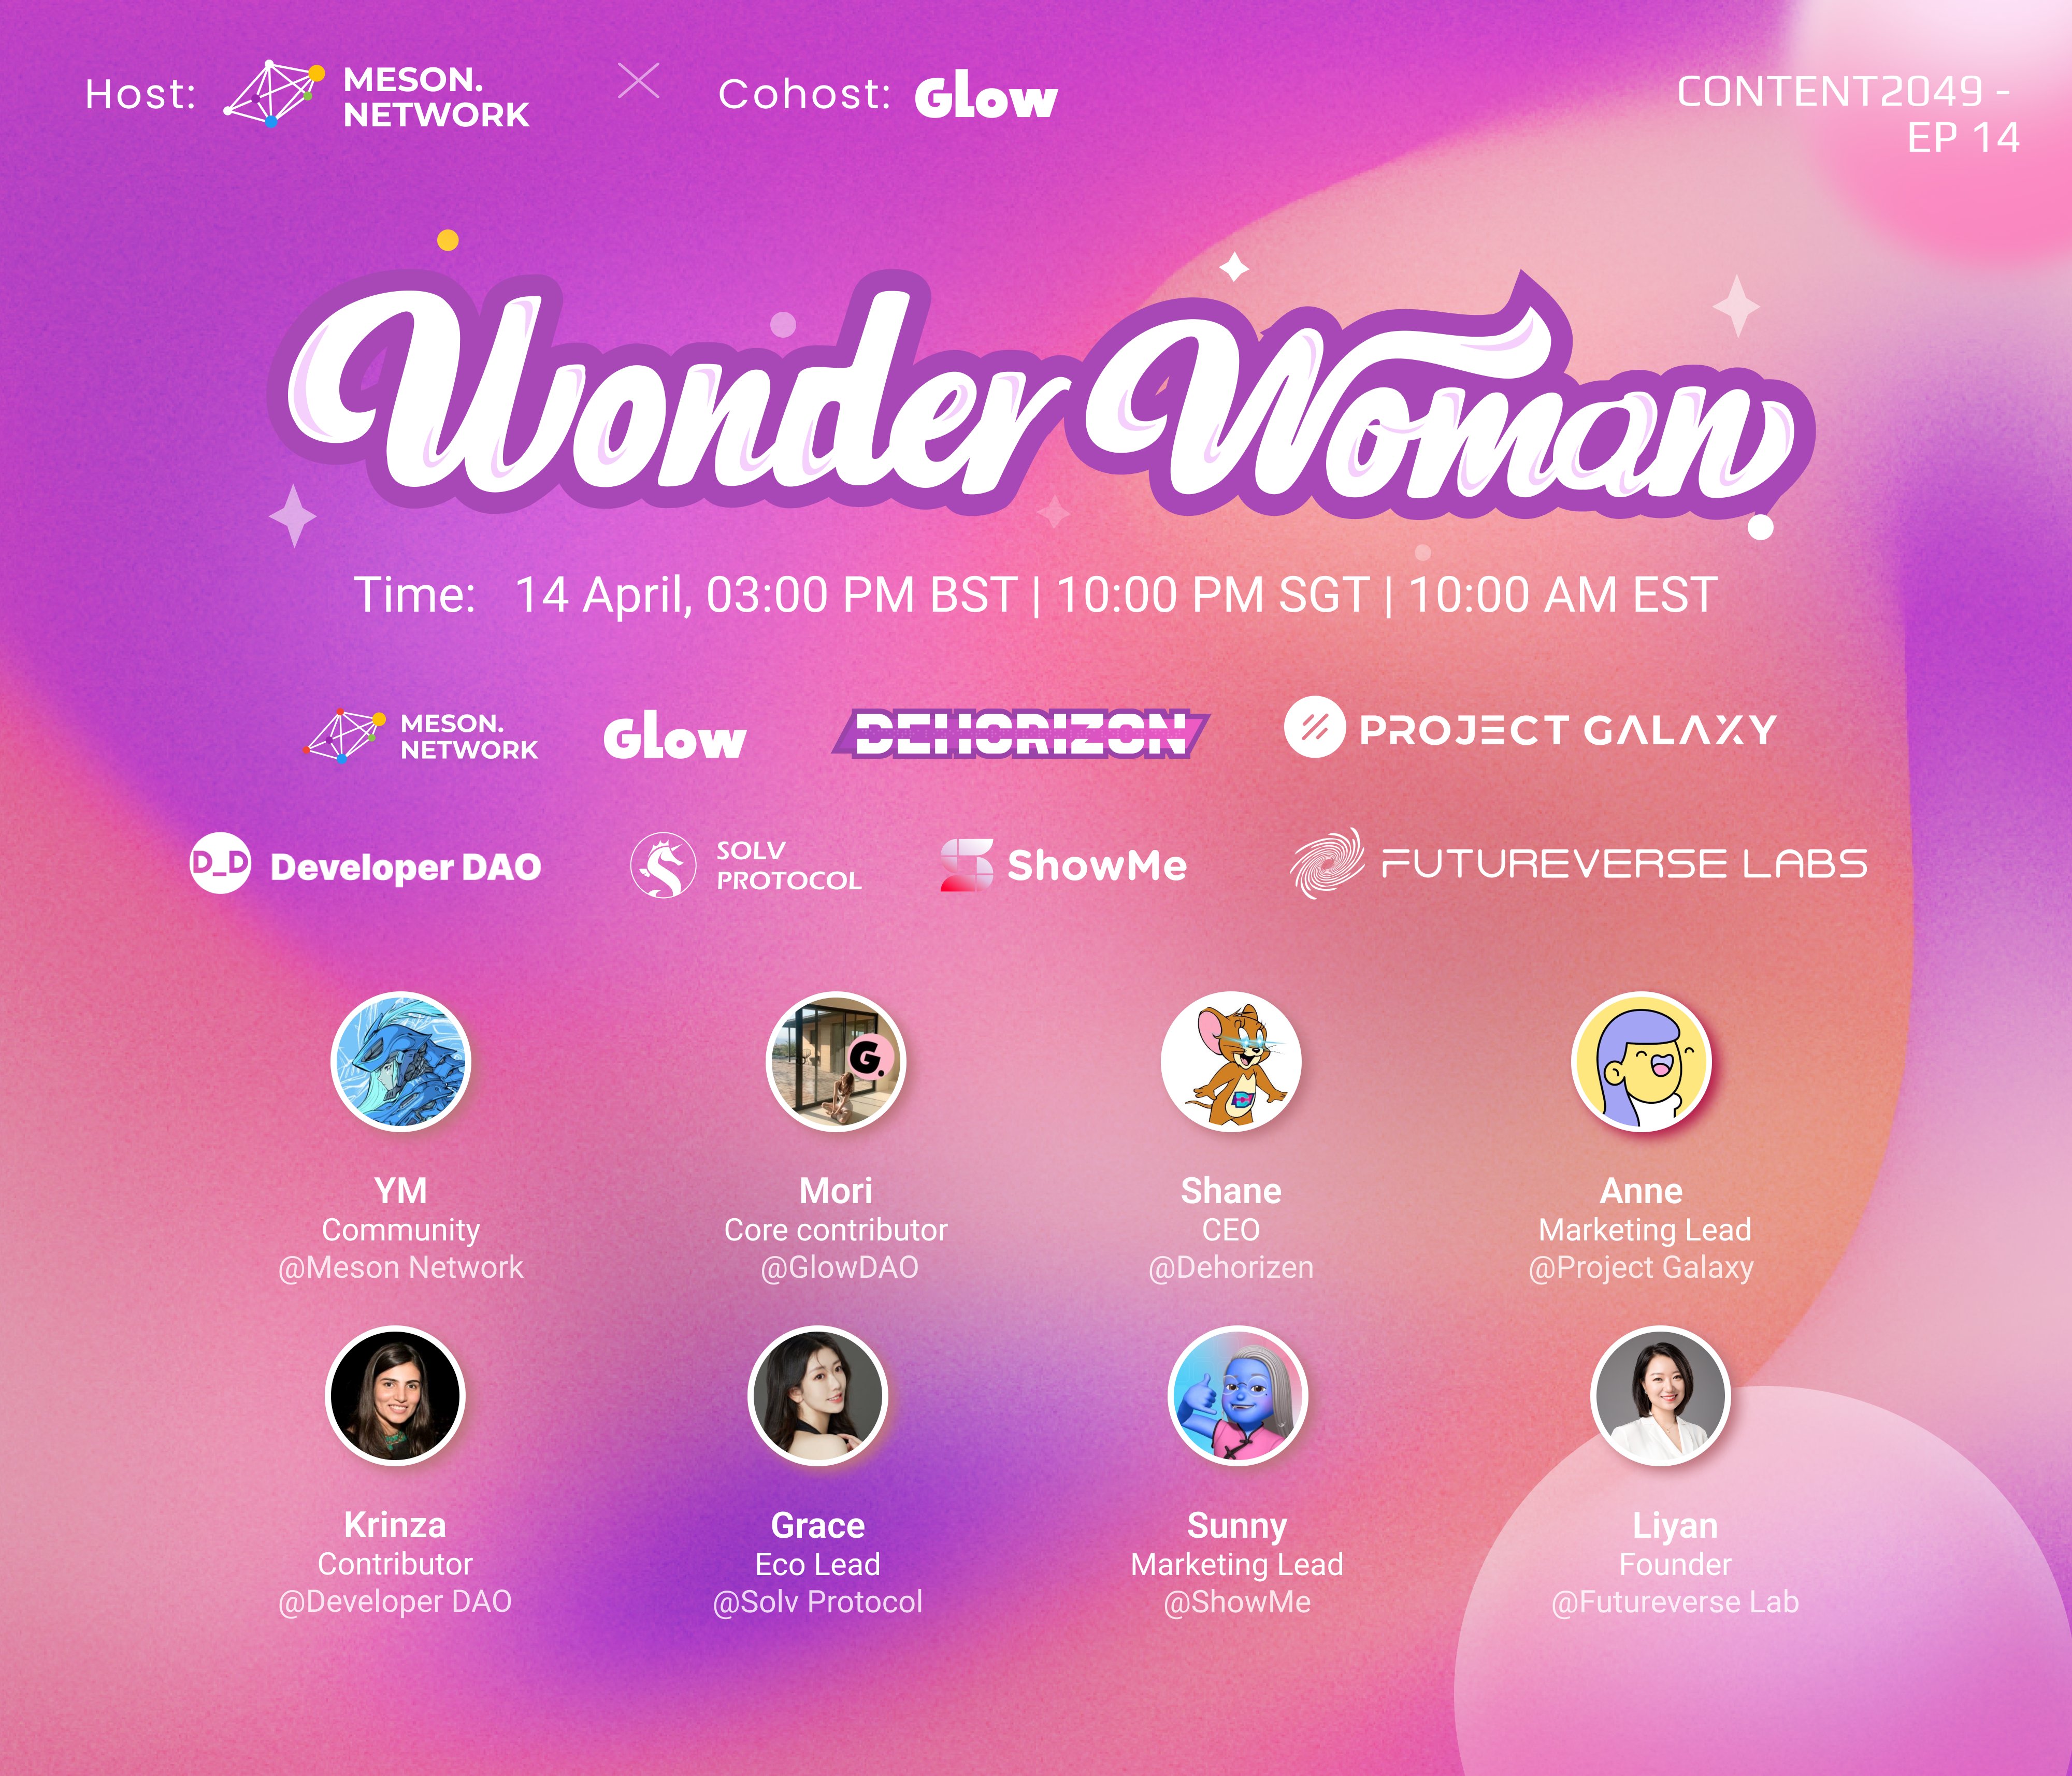 Host: MESON. NETWORK Cohost: Glow
CONTENT2049 -
EP 14
Wonder Woman
Time: 14 April, 03:00 PM BST | 10:00 PM SGT | 10:00 AM EST
MESON. NETWORK Glow DEHORIZON PROJECT GALAXY
D_D Developer DAO SOLV PROTOCOL ShowMe FUTUREVERSE LABS
G.
YM
Community
@Meson Network
Mori
Core contributor
@GlowDAO
Shane
CEO
@Dehorizen
Anne
Marketing Lead
@Project Galaxy
Krinza
Contributor
@Developer DAO
Grace
Eco Lead
@Solv Protocol
Sunny
Marketing Lead
@ShowMe
Liyan
Founder
@Futureverse Lab